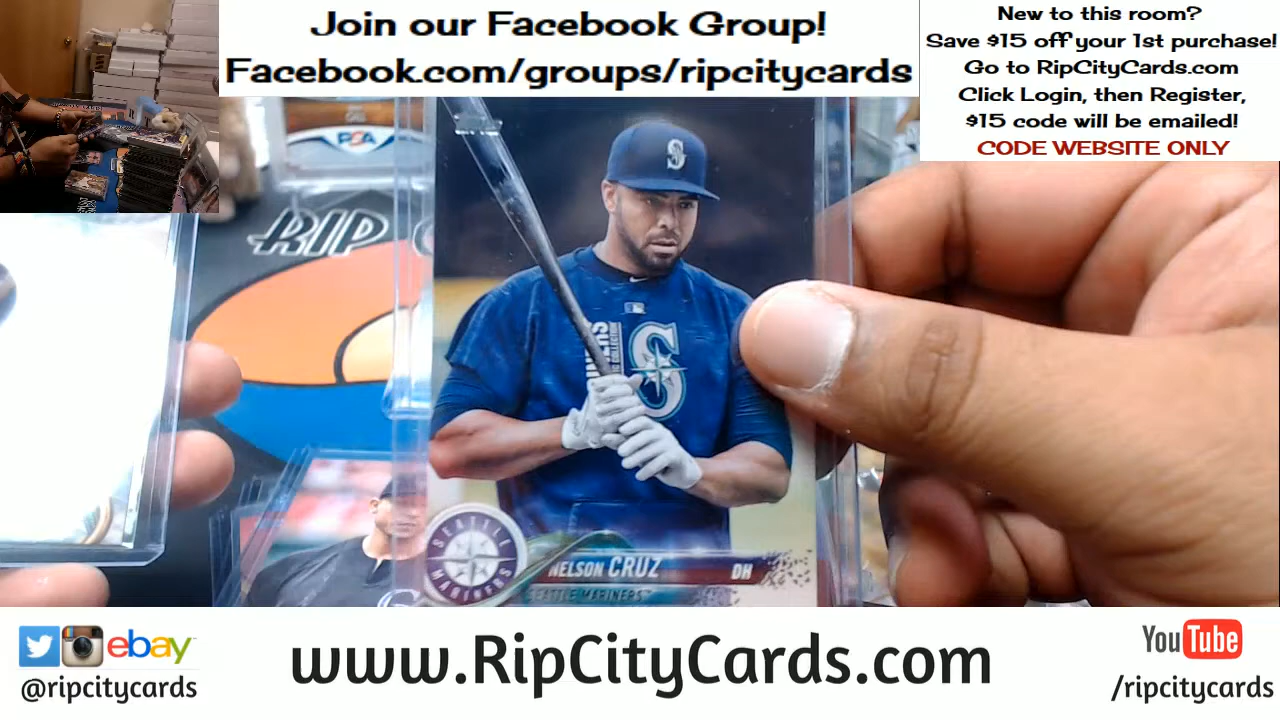 Join our Facebook Group!
Facebook.com/groups/ripcitycards
New to this room?
Save $15 off your 1st purchase!
Go to RipCityCards.com
Click Login, then Register,
$15 code will be emailed!
CODE WEBSITE ONLY
PSA
RIP
S
S
SEATTLE
MARINERS
NELSON CRUZ DH
SEATTLE MARINERS
ebay
@ripcitycards
www.RipCityCards.com
YouTube
/ripcitycards